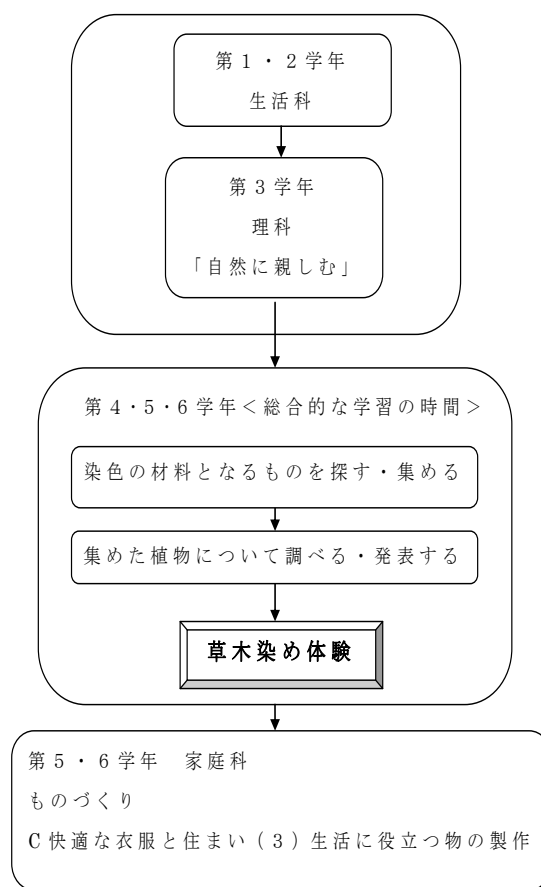 第1・2学年
生活科
第3学年
理科
「自然に親しむ」
第4・5・6学年＜総合的な学習の時間＞
染色の材料となるものを探す・集める
集めた植物について調べる・発表する
草木染め体験
第5・6学年　家庭科
ものづくり
C快適な衣服と住まい（3）生活に役立つ物の製作